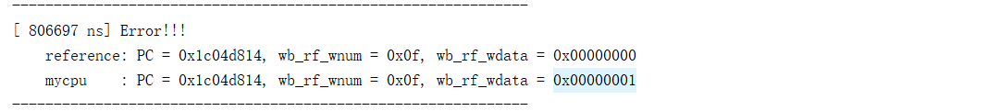 --------------------------------------------------------------
[ 806697 ns] Error!!!
    reference: PC = 0x1c04d814, wb_rf_wnum = 0x0f, wb_rf_wdata = 0x00000000
    mycpu    : PC = 0x1c04d814, wb_rf_wnum = 0x0f, wb_rf_wdata = 0x00000001
--------------------------------------------------------------